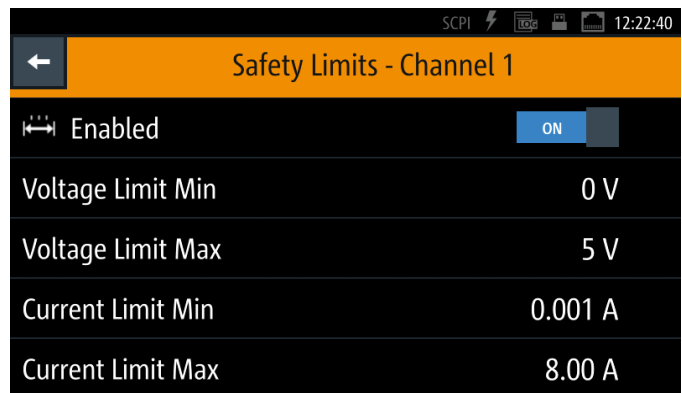 SCPI LOG 12:22:40
Safety Limits - Channel 1
Enabled ON
Voltage Limit Min 0 V
Voltage Limit Max 5 V
Current Limit Min 0.001 A
Current Limit Max 8.00 A